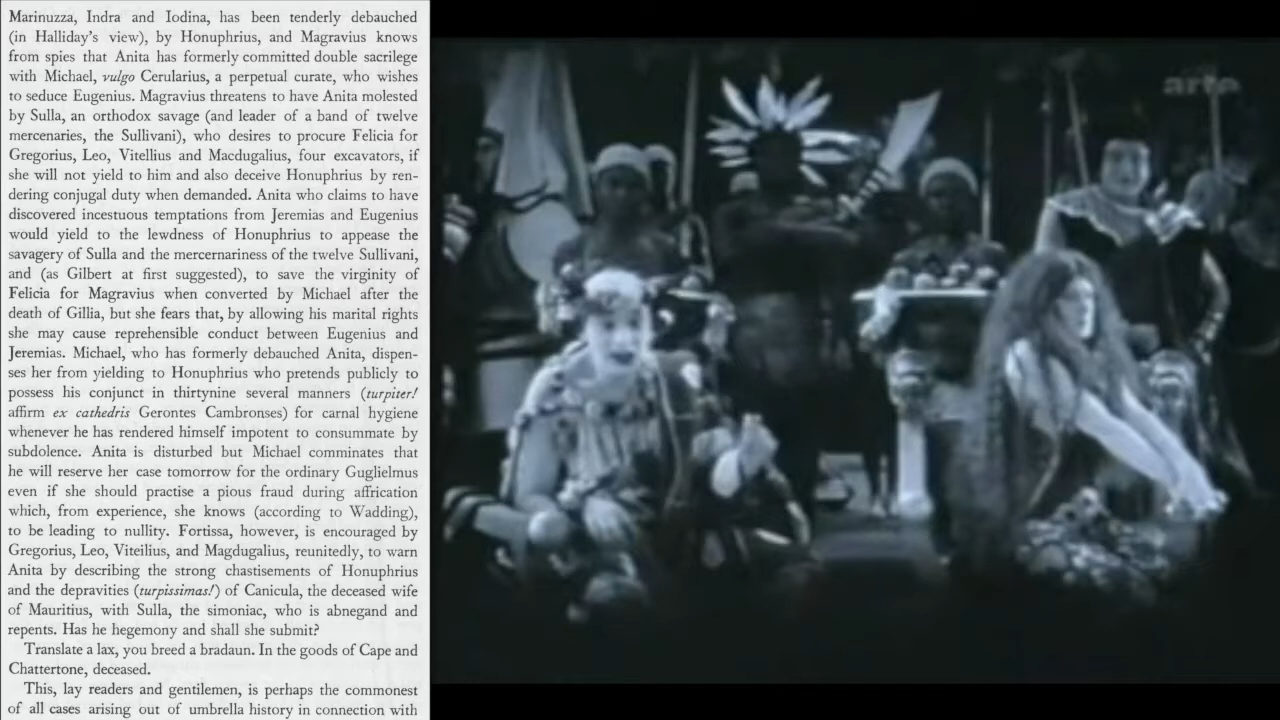 Marinuzza, Indra and Iodina, has been tenderly debauched
(in Halliday's view), by Honuphrius, and Magravius knows
from spies that Anita has formerly committed double sacrilege
with Michael, vulgo Cerularius, a perpetual curate, who wishes
to seduce Eugenius. Magravius threatens to have Anita molested
by Sulla, an orthodox savage (and leader of a band of twelve
mercenaries, the Sullivani), who desires to procure Felicia for
Gregorius, Leo, Vitellius and Macdugalius, four excavators, if
she will not yield to him and also deceive Honuphrius by ren-
dering conjugal duty when demanded. Anita who claims to have
discovered incestuous temptations from Jeremias and Eugenius
would yield to the lewdness of Honuphrius to appease the
savagery of Sulla and the mercernariness of the twelve Sullivani,
and (as Gilbert at first suggested), to save the virginity of
Felicia for Magravius when converted by Michael after the
death of Gillia, but she fears that, by allowing his marital rights
she may cause reprehensible conduct between Eugenius and
Jeremias. Michael, who has formerly debauched Anita, dispen-
ses her from yielding to Honuphrius who pretends publicly to
possess his conjunct in thirtynine several manners (turpiter!
affirm ex cathedris Gerontes Cambronses) for carnal hygiene
whenever he has rendered himself impotent to consummate by
subdolence. Anita is disturbed but Michael comminates that
he will reserve her case tomorrow for the ordinary Guglielmus
even if she should practise a pious fraud during affrication
which, from experience, she knows (according to Wadding),
to be leading to nullity. Fortissa, however, is encouraged by
Gregorius, Leo, Viteilius, and Magdugalius, reunitedly, to warn
Anita by describing the strong chastisements of Honuphrius
and the depravities (turpissimas!) of Canicula, the deceased wife
of Mauritius, with Sulla, the simoniac, who is abnegand and
repents. Has he hegemony and shall she submit?
Translate a lax, you breed a bradaun. In the goods of Cape and
Chattertone, deceased.
This, lay readers and gentilemen, is perhaps the commonest
of all cases arising out of umbrella history in connection with
arte